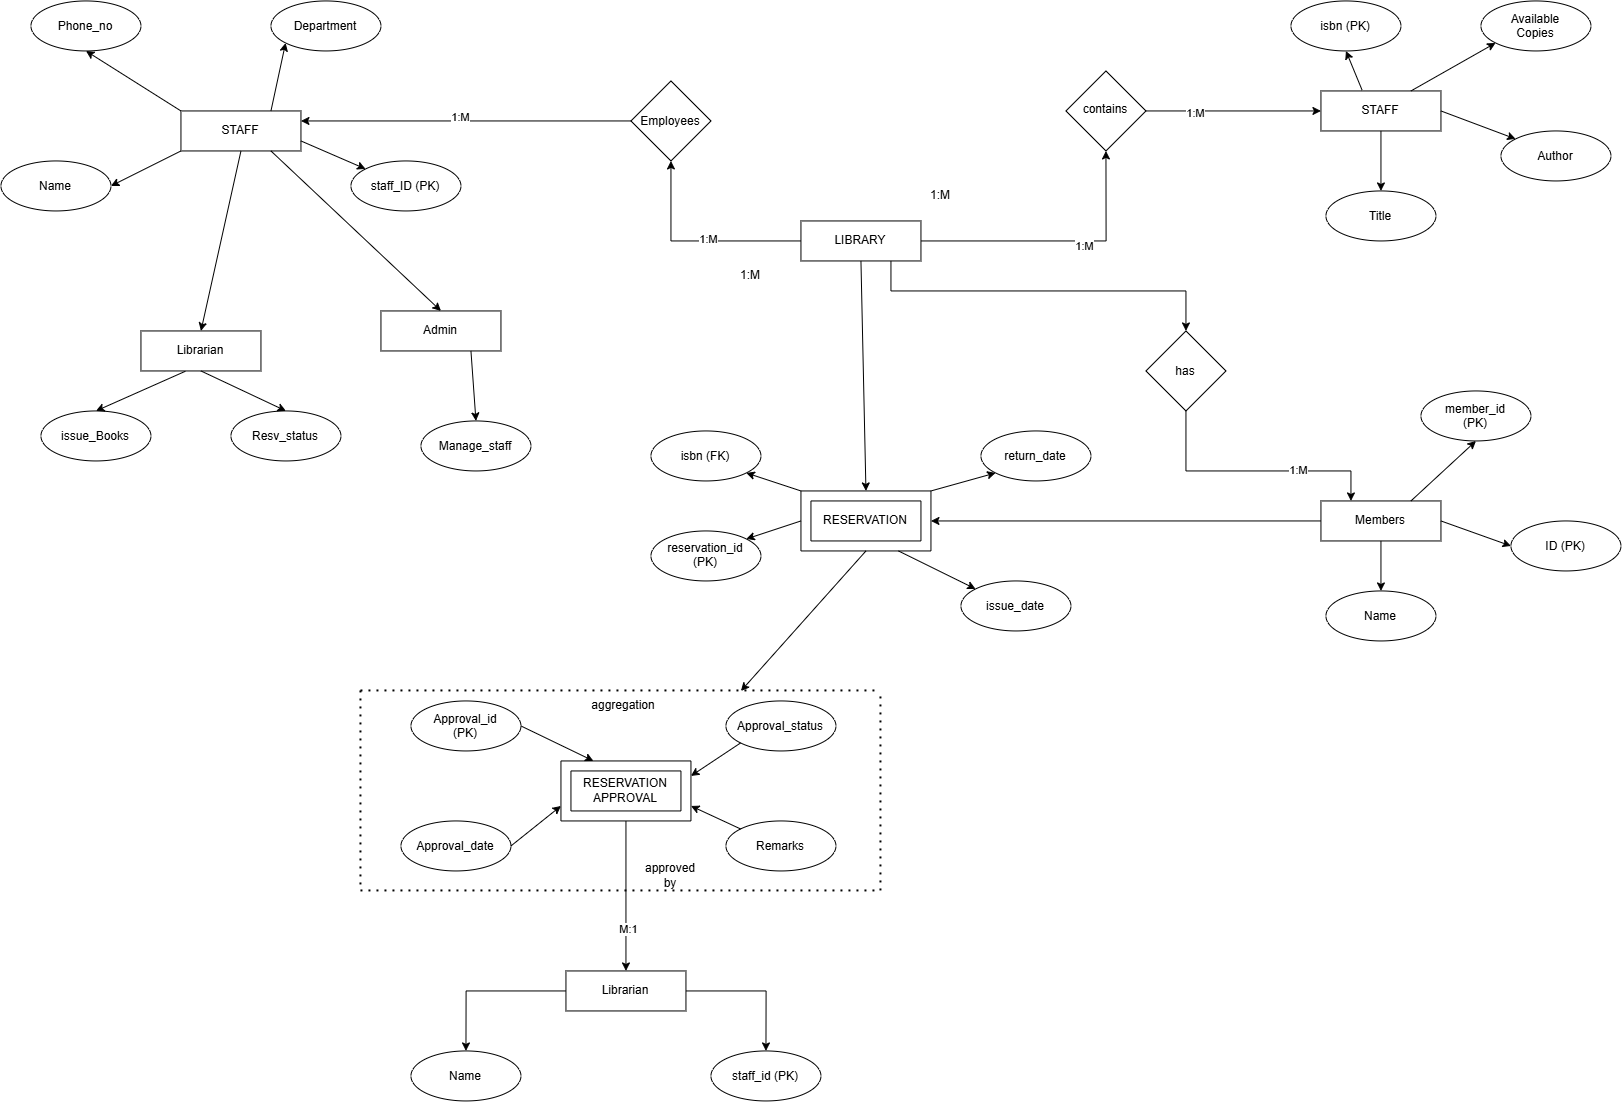 Phone_no
Department
isbn (PK)
Available
Copies
STAFF
1:M
Employees
contains
1:M
STAFF
Name
staff_ID (PK)
Author
1:M
Title
1:M
LIBRARY
1:M
1:M
Librarian
Admin
has
issue_Books
Resv_status
Manage_staff
isbn (FK)
return_date
member_id
(PK)
1:M
RESERVATION
Members
reservation_id
(PK)
ID (PK)
issue_date
Name
aggregation
Approval_id
(PK)
Approval_status
RESERVATION
APPROVAL
Approval_date
Remarks
approved
by
M:1
Librarian
Name
staff_id (PK)